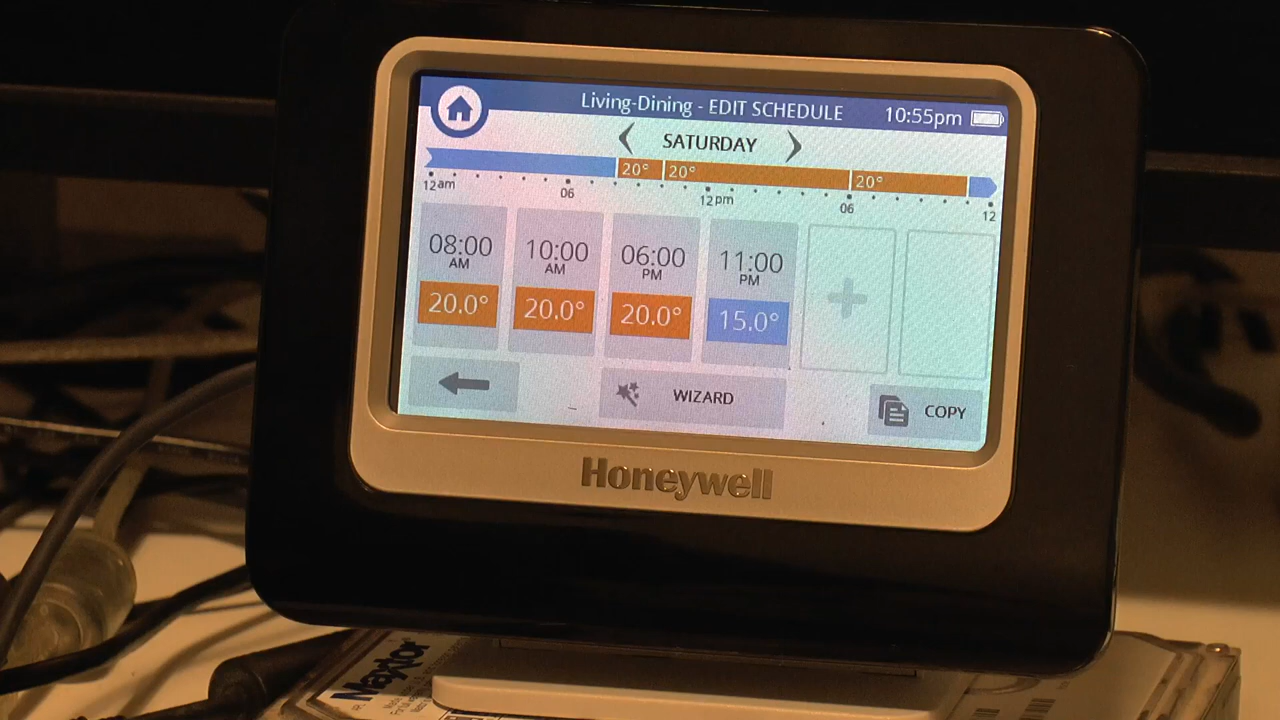 Living-Dining - EDIT SCHEDULE 10:55pm
SATURDAY
20° 20° 20°
12am 06 12pm 06 12
08:00 10:00 06:00 11:00
AM AM PM PM
20.0° 20.0° 20.0° 15.0°
WIZARD COPY
Honeywell
Maxtor